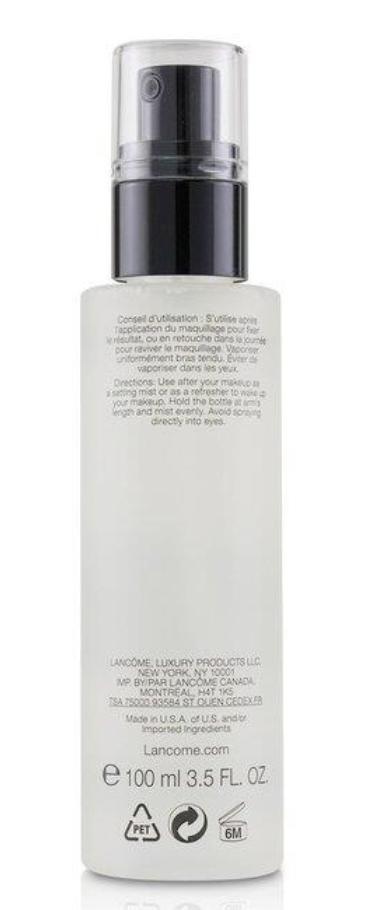 Conseil d'utilisation : S'utilise après
l'application du maquillage pour fixer
le résultat, ou en retouche dans la journée
pour raviver le maquillage. Vaporiser
uniformément bras tendu. Éviter de
vaporiser dans les yeux.
Directions: Use after your makeup as
a setting mist or as a refresher to wake up
your makeup. Hold the bottle at arm's
length and mist evenly. Avoid spraying
directly into eyes.
LANCÔME, LUXURY PRODUCTS LLC,
NEW YORK, NY 10001
IMP. BY/PAR LANCÔME CANADA,
MONTREAL, H4T 1K5
TSA 75000 93584 ST OUEN CEDEX FR
Made in U.S.A. of U.S. and/or
Imported Ingredients
Lancome.com
℮ 100 ml 3.5 FL. OZ.
PET 6M